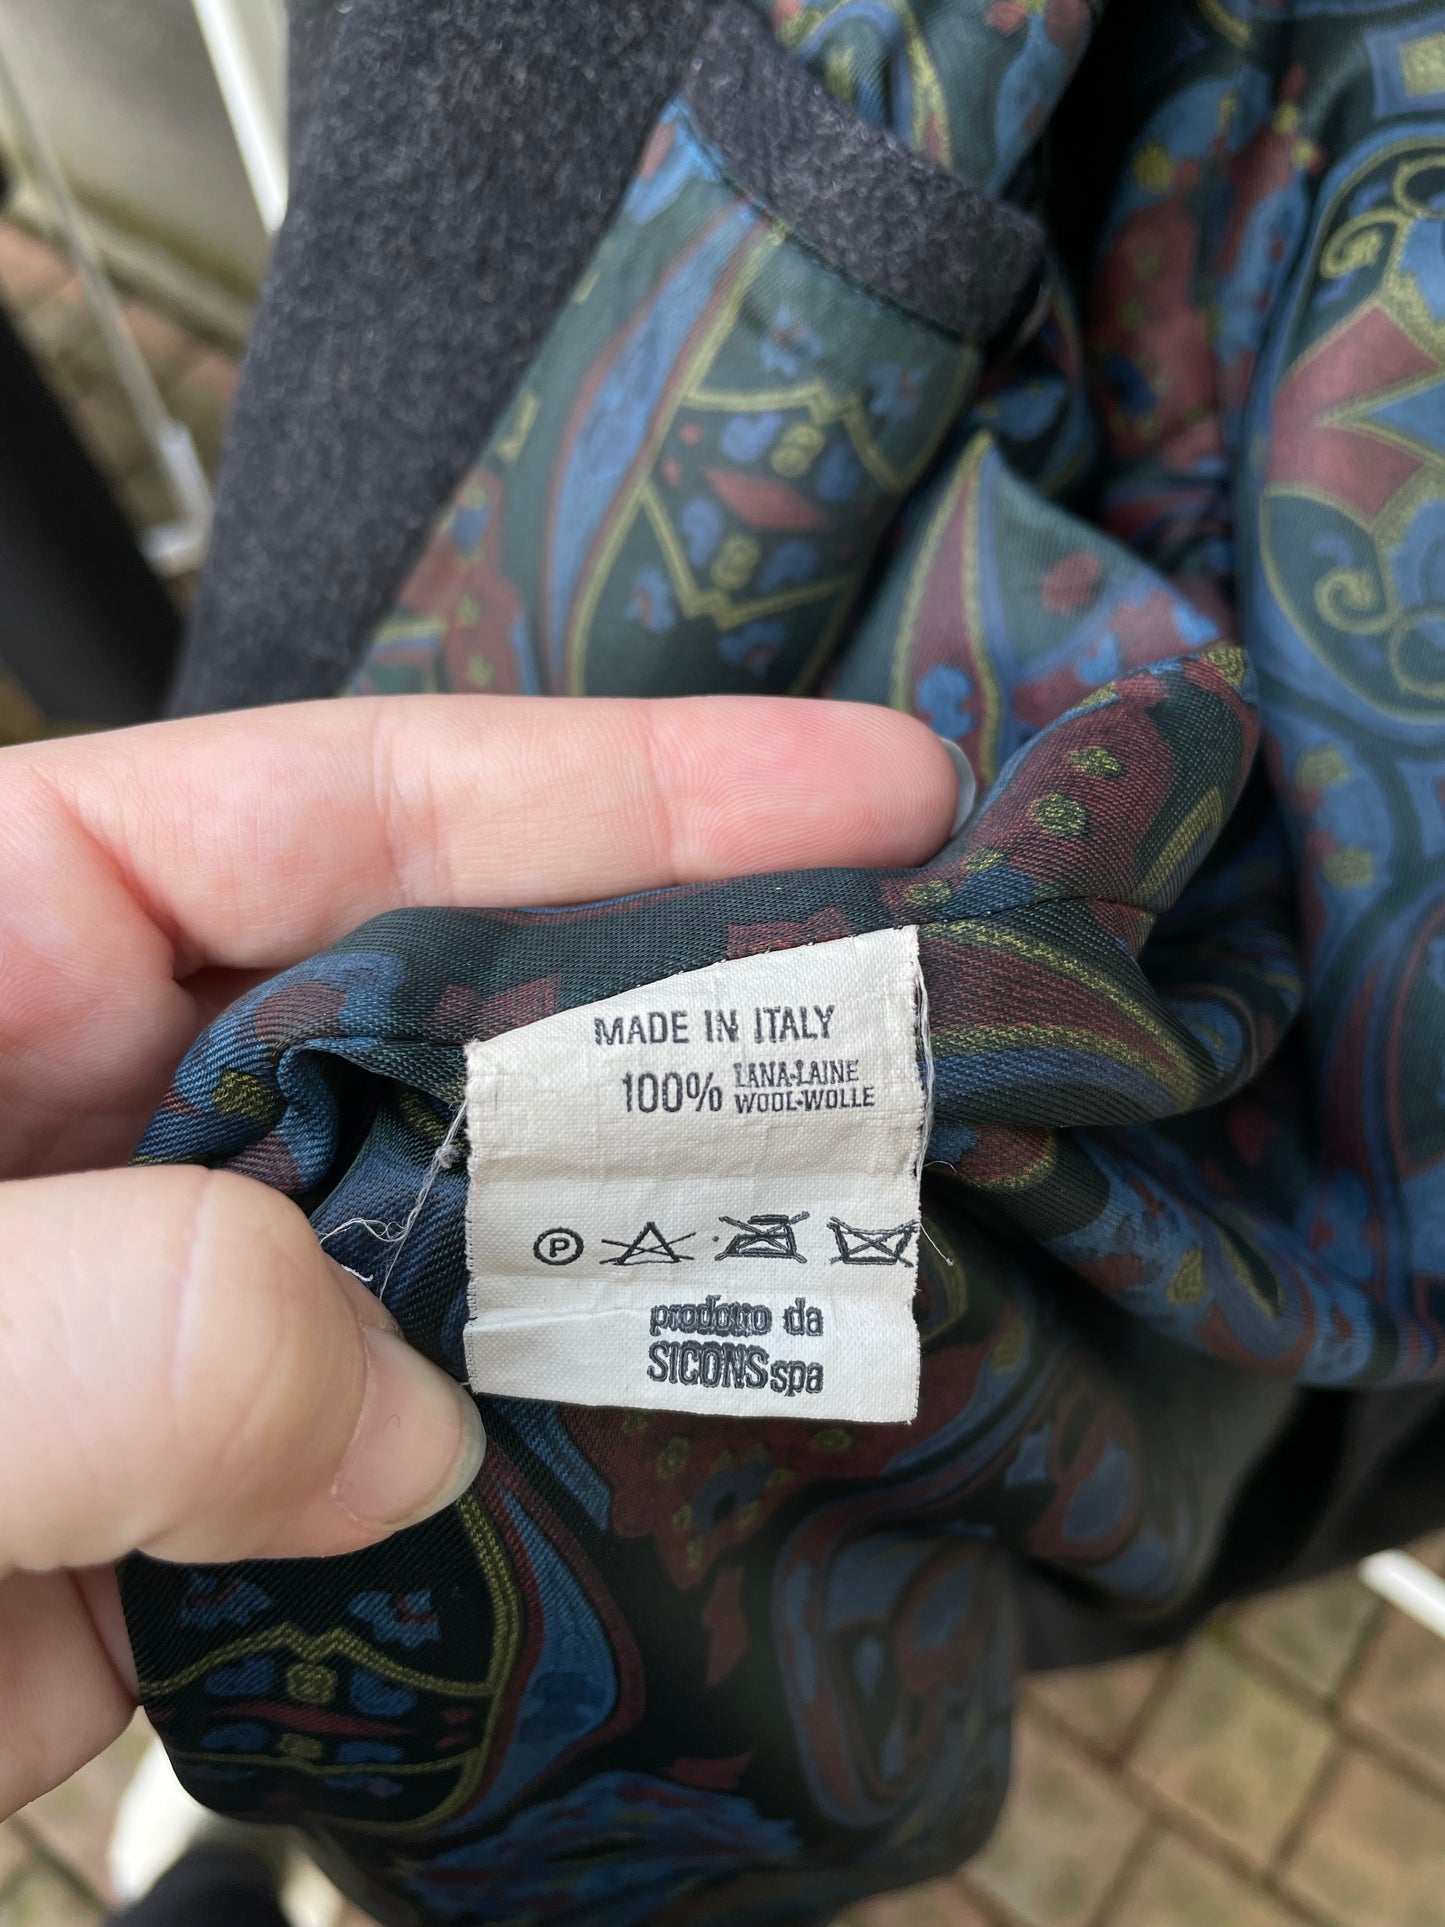 MADE IN ITALY
100% LANA-LAINE
WOOL-WOLLE
P
prodotto da
SICONS spa